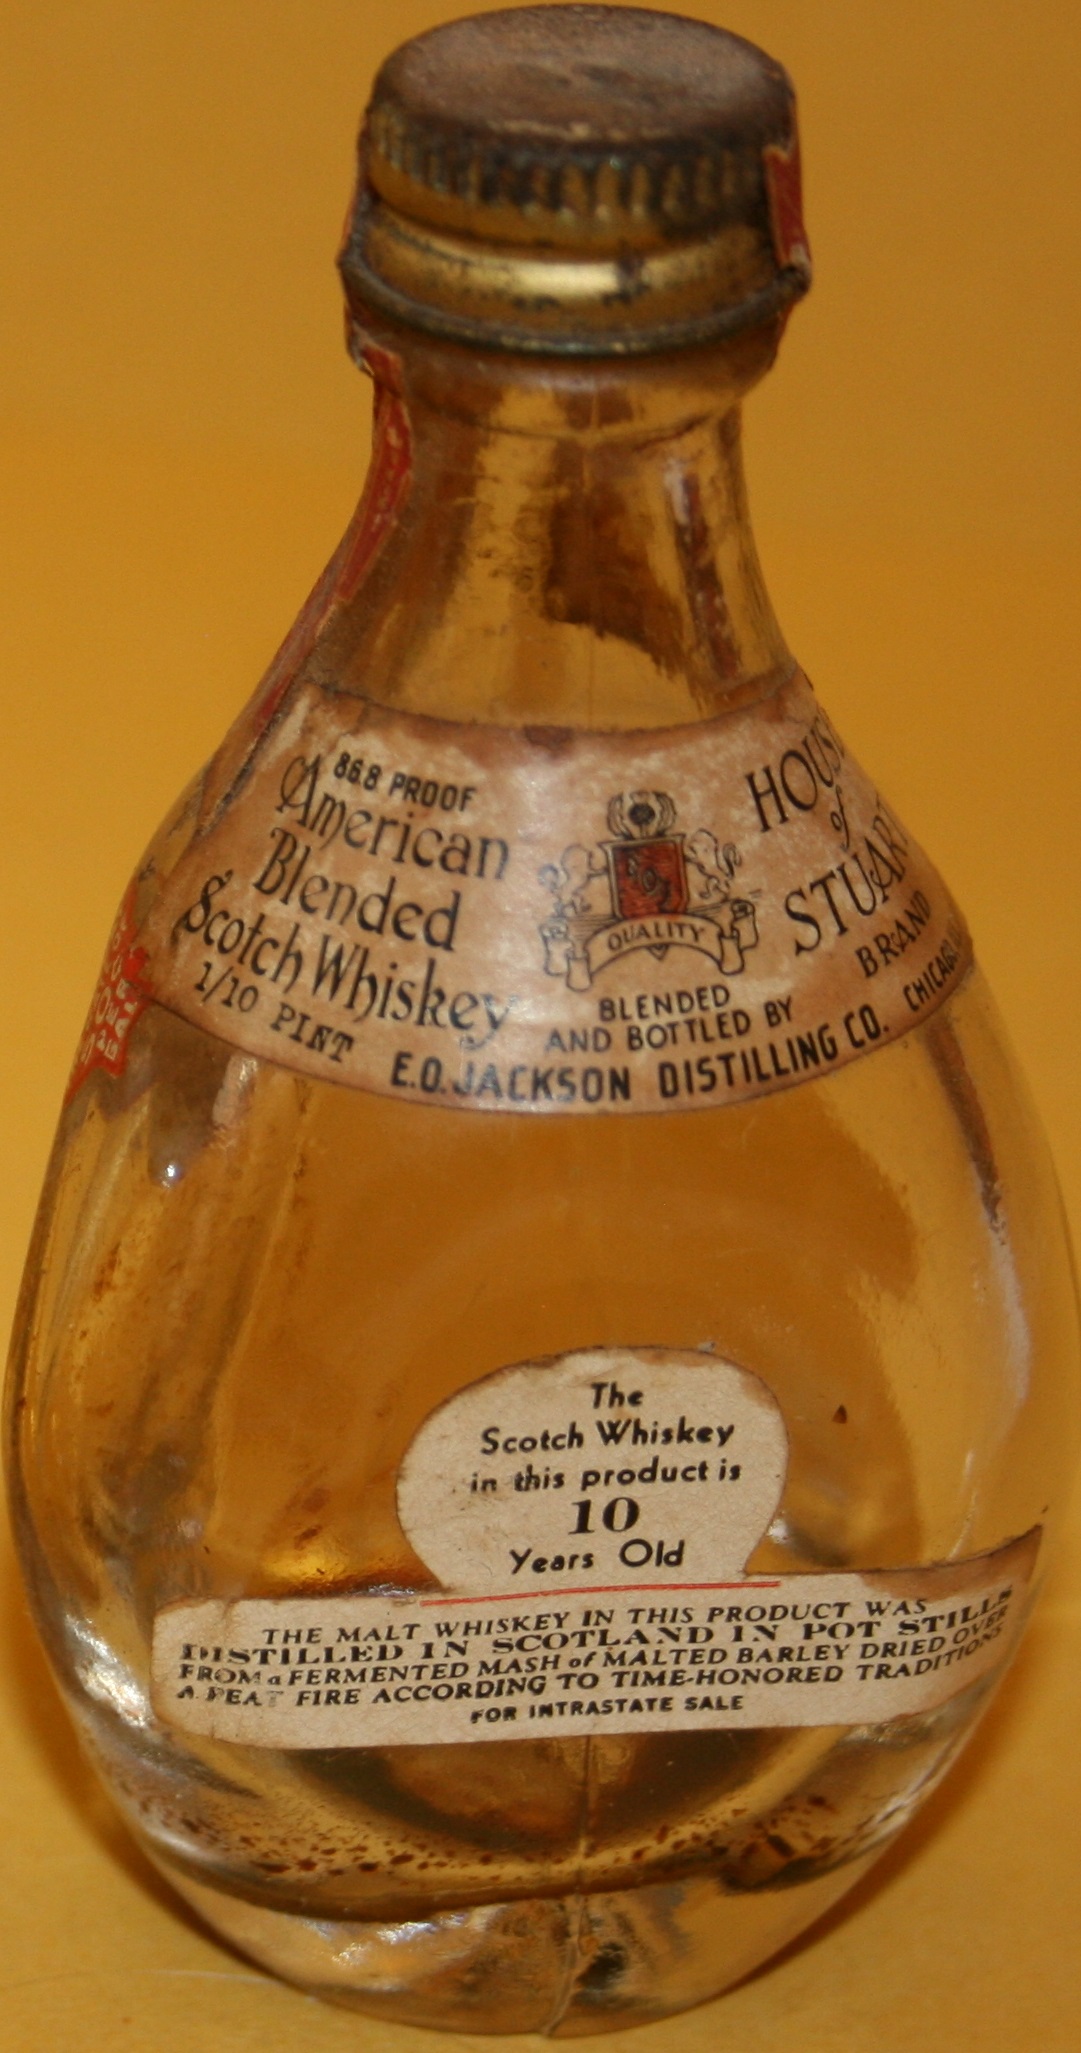 86.8 PROOF
American
Blended
Scotch Whiskey
1/10 PINT
QUALITY
HOUSE
of
STUART
BRAND
BLENDED
AND BOTTLED BY
E.O. JACKSON DISTILLING CO. CHICAGO
The
Scotch Whiskey
in this product is
10
Years Old
THE MALT WHISKEY IN THIS PRODUCT WAS
DISTILLED IN SCOTLAND IN POT STILLS
FROM a FERMENTED MASH of MALTED BARLEY DRIED OVER
A PEAT FIRE ACCORDING TO TIME-HONORED TRADITIONS
FOR INTRASTATE SALE